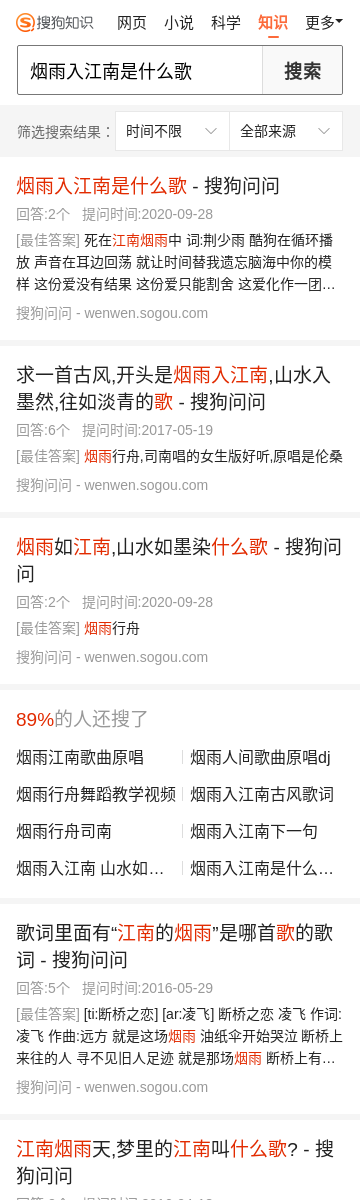 搜狗知识 网页 小说 科学 知识 更多
烟雨入江南是什么歌 搜索
筛选搜索结果： 时间不限 全部来源
烟雨入江南是什么歌 - 搜狗问问
回答:2个 提问时间:2020-09-28
[最佳答案] 死在江南烟雨中 词:荆少雨 酷狗在循环播
放 声音在耳边回荡 就让时间替我遗忘脑海中你的模
样 这份爱没有结果 这份爱只能割舍 这爱化作一团…
搜狗问问 - wenwen.sogou.com
求一首古风,开头是烟雨入江南,山水入
墨然,往如淡青的歌 - 搜狗问问
回答:6个 提问时间:2017-05-19
[最佳答案] 烟雨行舟,司南唱的女生版好听,原唱是伦桑
搜狗问问 - wenwen.sogou.com
烟雨如江南,山水如墨染什么歌 - 搜狗问
问
回答:2个 提问时间:2020-09-28
[最佳答案] 烟雨行舟
搜狗问问 - wenwen.sogou.com
89%的人还搜了
烟雨江南歌曲原唱 烟雨人间歌曲原唱dj
烟雨行舟舞蹈教学视频 烟雨入江南古风歌词
烟雨行舟司南 烟雨入江南下一句
烟雨入江南 山水如… 烟雨入江南是什么…
歌词里面有“江南的烟雨”是哪首歌的歌
词 - 搜狗问问
回答:5个 提问时间:2016-05-29
[最佳答案] [ti:断桥之恋] [ar:凌飞] 断桥之恋 凌飞 作词:
凌飞 作曲:远方 就是这场烟雨 油纸伞开始哭泣 断桥上
来往的人 寻不见旧人足迹 就是那场烟雨 断桥上有…
搜狗问问 - wenwen.sogou.com
江南烟雨天,梦里的江南叫什么歌? - 搜
狗问问